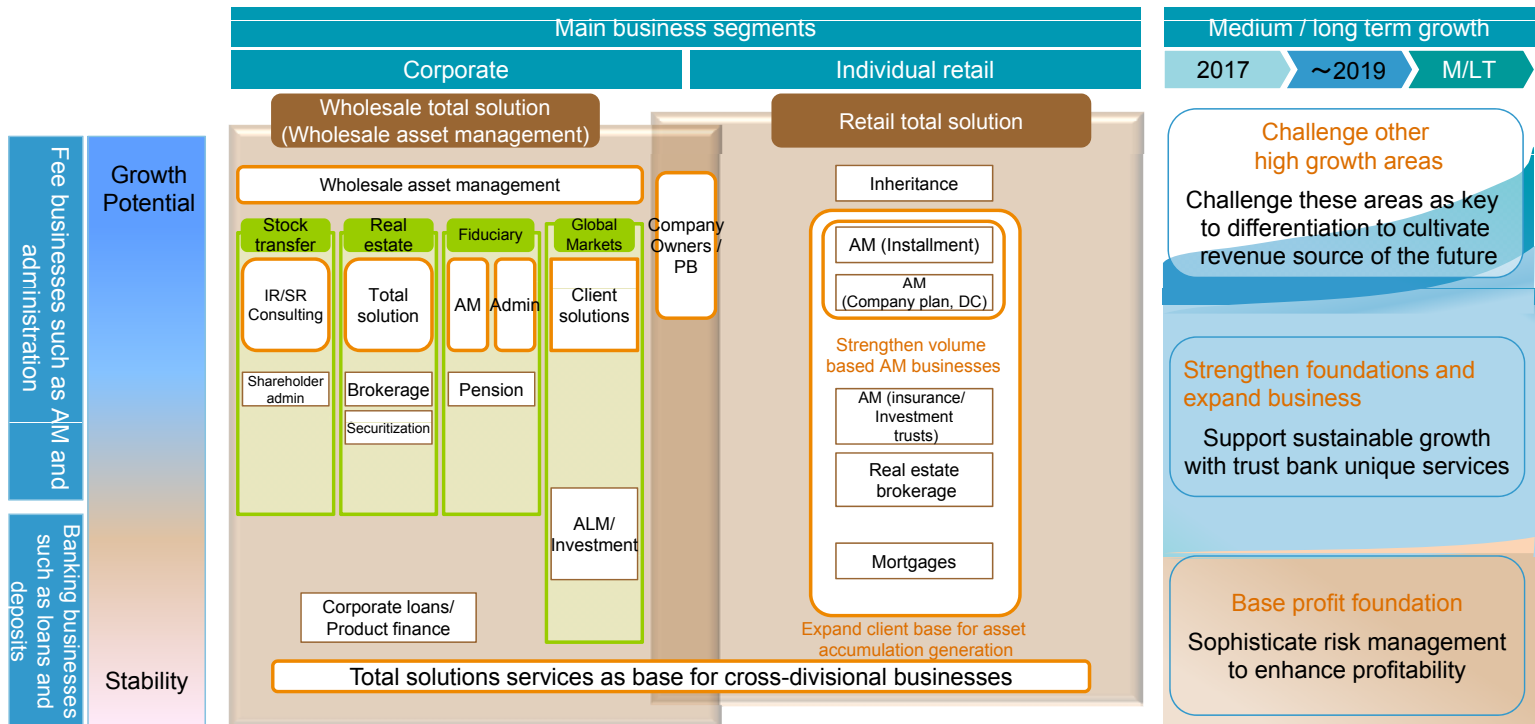 Main business segments
Corporate
Individual retail
Medium / long term growth
2017
～2019
M/LT
Fee businesses such as AM and
administration
Banking businesses
such as loans and
deposits
Growth
Potential
Stability
Wholesale total solution
(Wholesale asset management)
Wholesale asset management
Stock
transfer
IR/SR
Consulting
Shareholder
admin
Real
estate
Total
solution
Brokerage
Securitization
Fiduciary
AM
Admin
Pension
Global
Markets
Client
solutions
ALM/
Investment
Corporate loans/
Product finance
Company
Owners /
PB
Retail total solution
Inheritance
AM (Installment)
AM
(Company plan, DC)
Strengthen volume
based AM businesses
AM (insurance/
Investment
trusts)
Real estate
brokerage
Mortgages
Expand client base for asset
accumulation generation
Total solutions services as base for cross-divisional businesses
Challenge other
high growth areas
Challenge these areas as key
to differentiation to cultivate
revenue source of the future
Strengthen foundations and
expand business
Support sustainable growth
with trust bank unique services
Base profit foundation
Sophisticate risk management
to enhance profitability